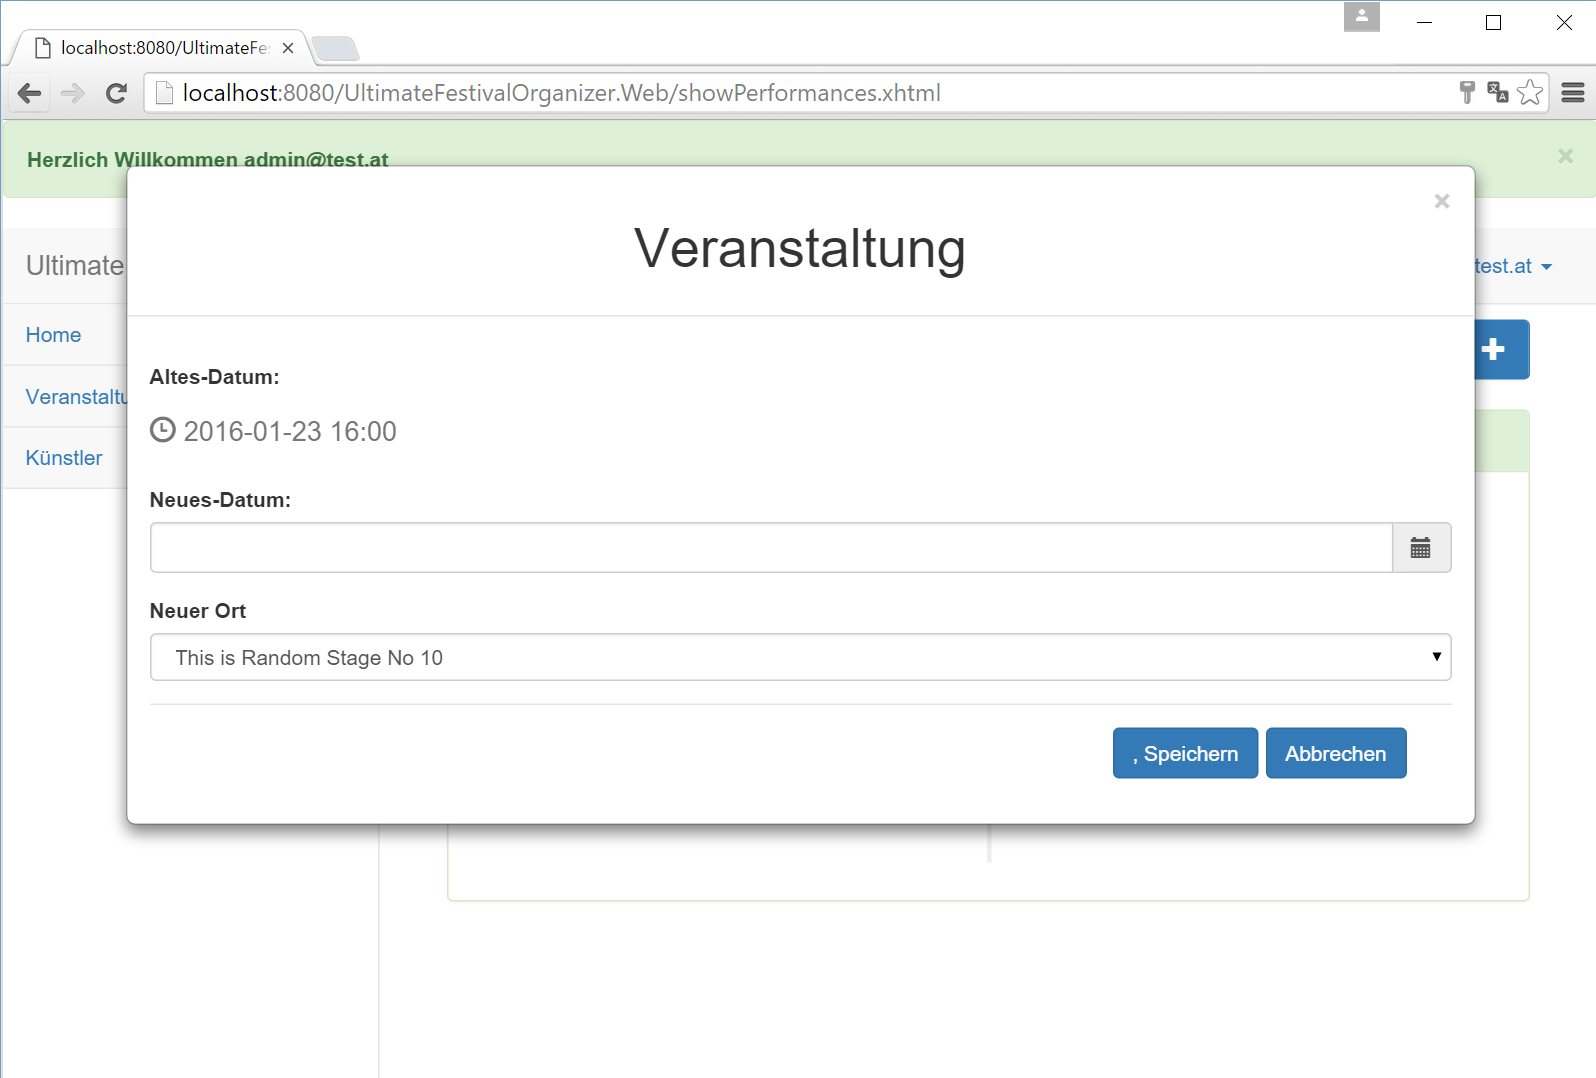 localhost:8080/UltimateFe
localhost:8080/UltimateFestivalOrganizer.Web/showPerformances.xhtml
Herzlich Willkommen admin@test.at
×
×
Veranstaltung
Ultimate
test.at
Home
Veranstaltu
Künstler
Altes-Datum:
2016-01-23 16:00
Neues-Datum:
Neuer Ort
This is Random Stage No 10
, Speichern
Abbrechen